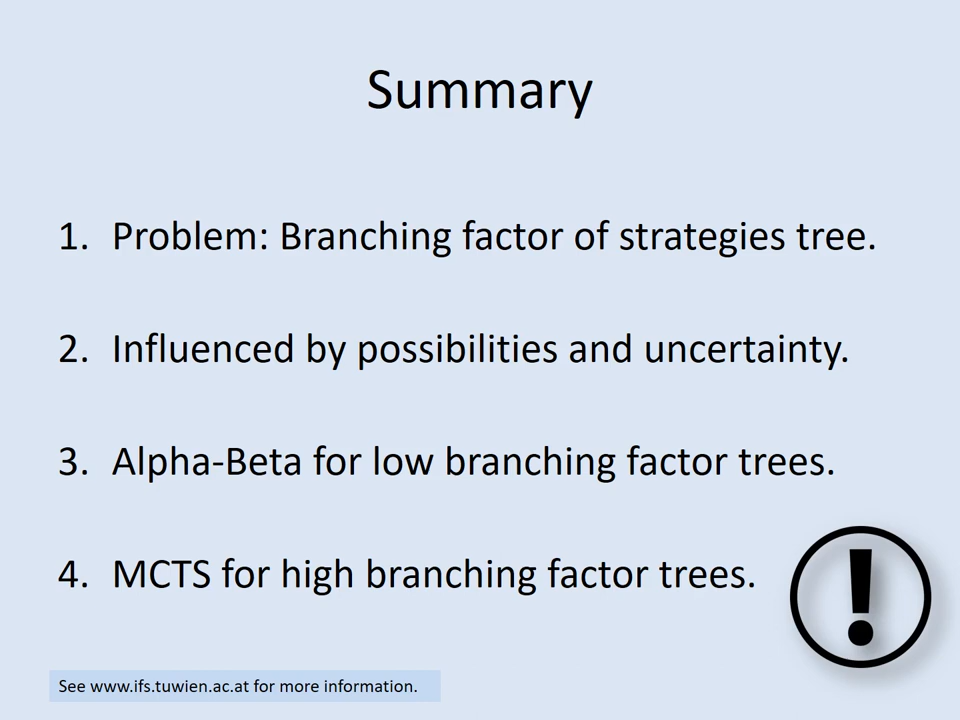 Summary
1. Problem: Branching factor of strategies tree.
2. Influenced by possibilities and uncertainty.
3. Alpha-Beta for low branching factor trees.
4. MCTS for high branching factor trees.
!
See www.ifs.tuwien.ac.at for more information.